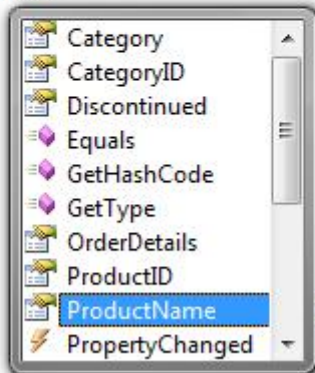 Category
CategoryID
Discontinued
Equals
GetHashCode
GetType
OrderDetails
ProductID
ProductName
PropertyChanged